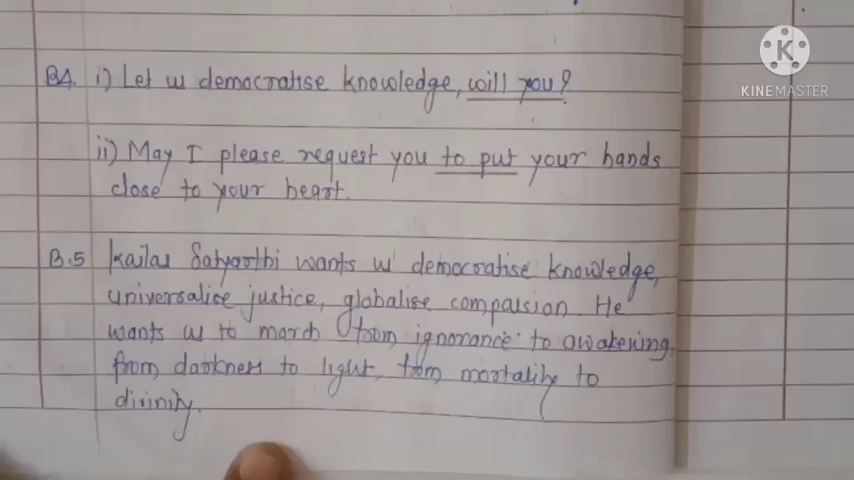 B4. i) Let us democratise knowledge, will you?
KINEMASTER
ii) May I please request you to put your hands
close to your heart.
B.5 Kailas Satyarthi wants us democratise knowledge,
universalise justice, globalise compassion He
wants us to march from ignorance to awakening,
from darkness to light, from mortality to
divinity.